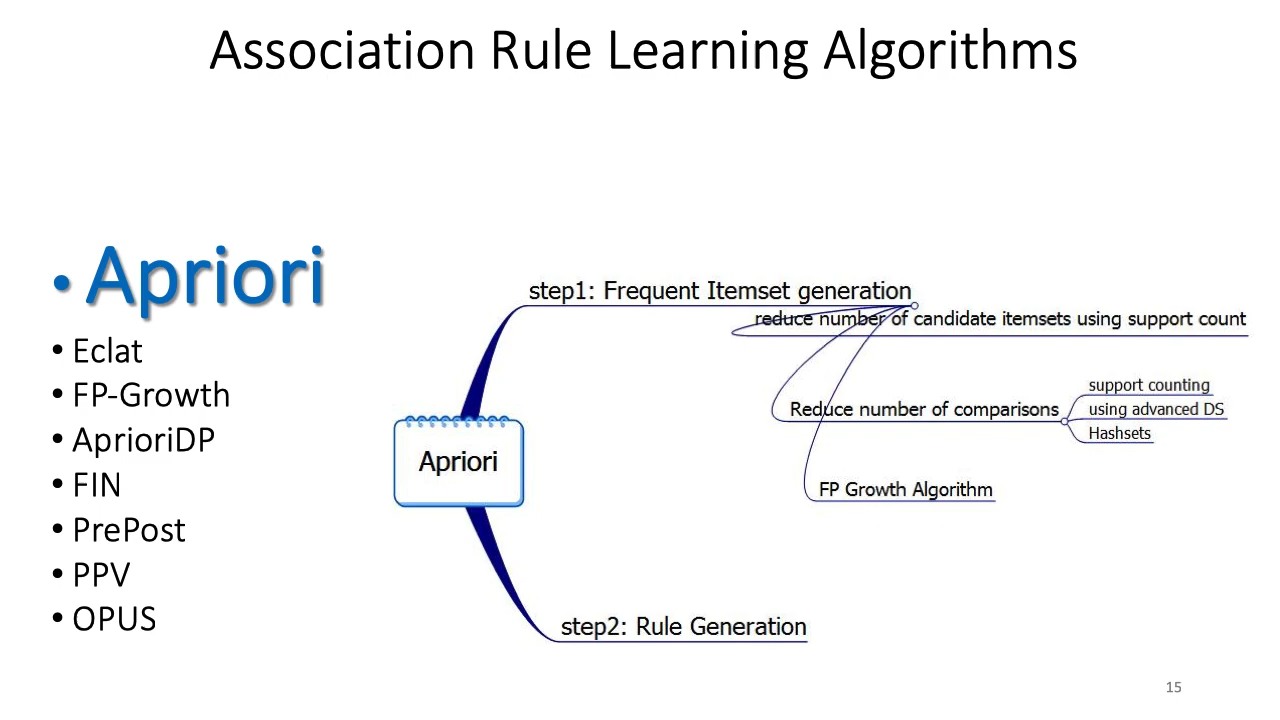 Association Rule Learning Algorithms
• Apriori
• Eclat
• FP-Growth
• AprioriDP
• FIN
• PrePost
• PPV
• OPUS
Apriori
step1: Frequent Itemset generation
reduce number of candidate itemsets using support count
Reduce number of comparisons
support counting
using advanced DS
Hashsets
FP Growth Algorithm
step2: Rule Generation
15